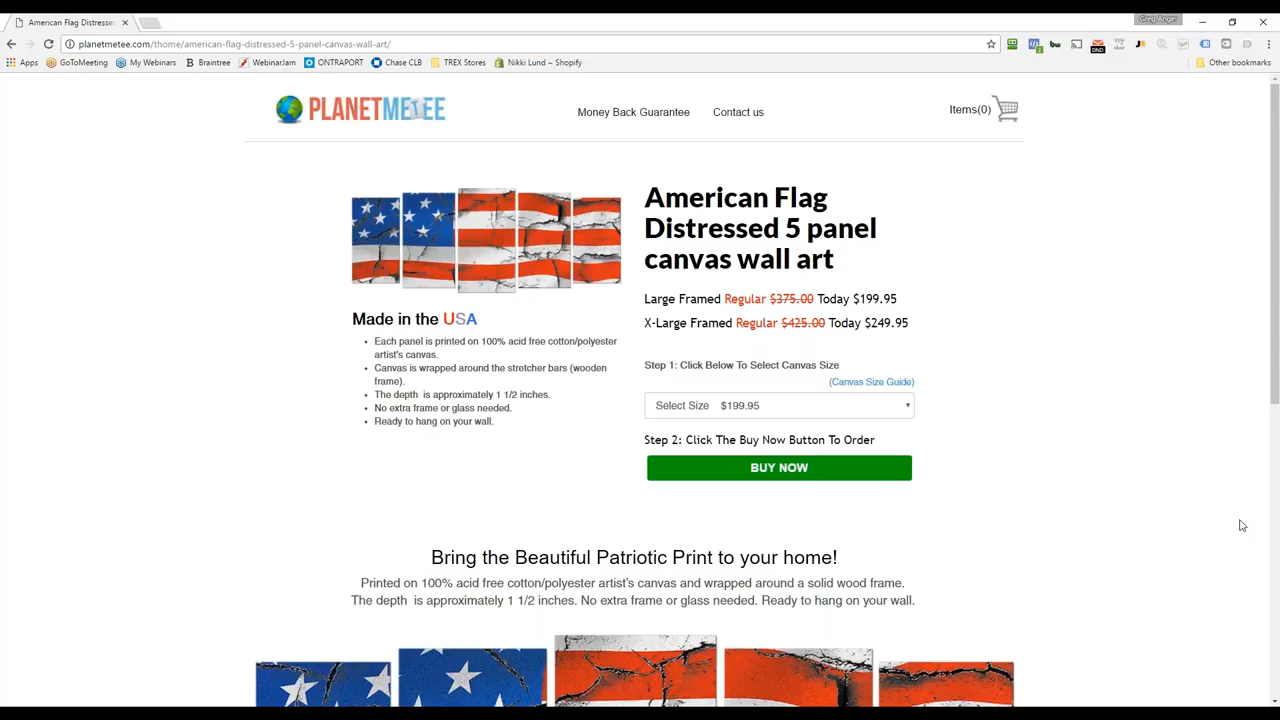 American Flag Distresse
Greg Angel
planetmetee.com/thome/american-flag-distressed-5-panel-canvas-wall-art/
Apps GoToMeeting My Webinars Braintree WebinarJam ONTRAPORT Chase CLB TREX Stores Nikki Lund ~ Shopify Other bookmarks
PLANETMETEE
Money Back Guarantee Contact us Items(0)
American Flag
Distressed 5 panel
canvas wall art
Large Framed Regular $375.00 Today $199.95
X-Large Framed Regular $425.00 Today $249.95
Made in the USA
Each panel is printed on 100% acid free cotton/polyester
artist's canvas.
Canvas is wrapped around the stretcher bars (wooden
frame).
The depth is approximately 1 1/2 inches.
No extra frame or glass needed.
Ready to hang on your wall.
Step 1: Click Below To Select Canvas Size
(Canvas Size Guide)
Select Size $199.95
Step 2: Click The Buy Now Button To Order
BUY NOW
Bring the Beautiful Patriotic Print to your home!
Printed on 100% acid free cotton/polyester artist's canvas and wrapped around a solid wood frame.
The depth is approximately 1 1/2 inches. No extra frame or glass needed. Ready to hang on your wall.